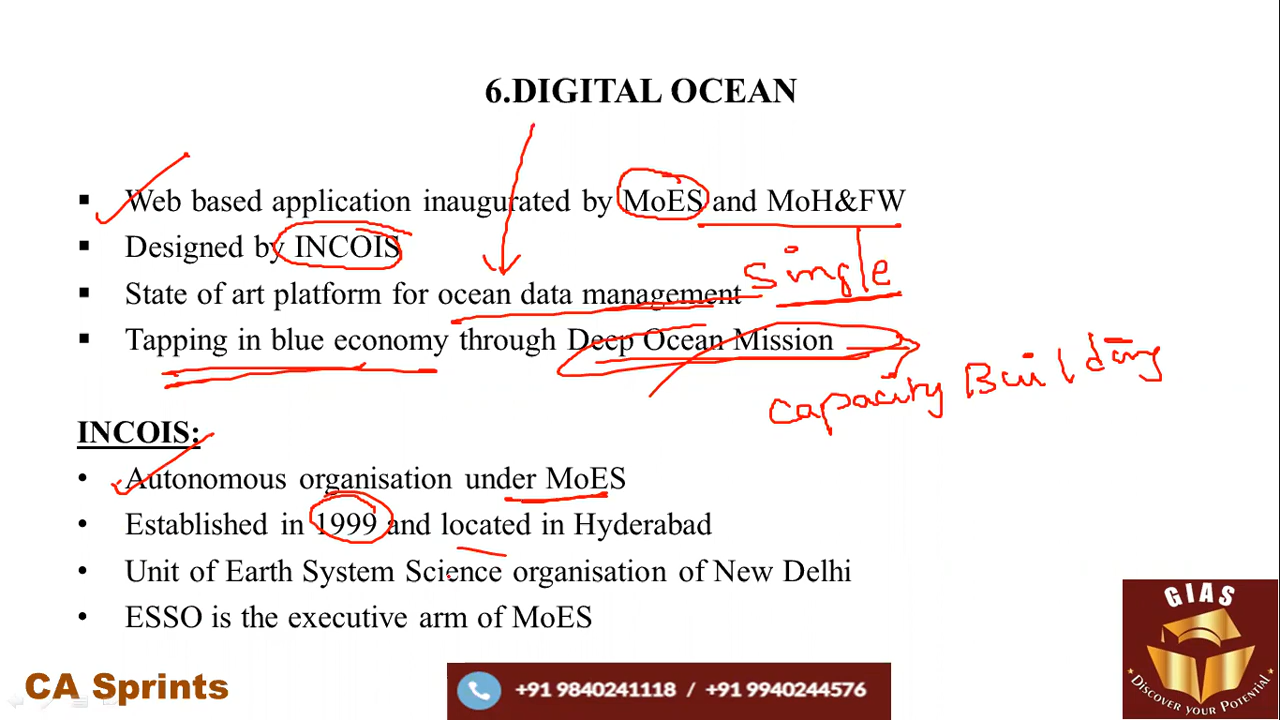 6.DIGITAL OCEAN
▪ Web based application inaugurated by MoES and MoH&FW
▪ Designed by INCOIS
Single
▪ State of art platform for ocean data management
▪ Tapping in blue economy through Deep Ocean Mission
Capacity Building
INCOIS:
• Autonomous organisation under MoES
• Established in 1999 and located in Hyderabad
• Unit of Earth System Science organisation of New Delhi
• ESSO is the executive arm of MoES
GIAS
DISCOVER YOUR POTENTIAL
CA Sprints
+91 9840241118 / +91 9940244576